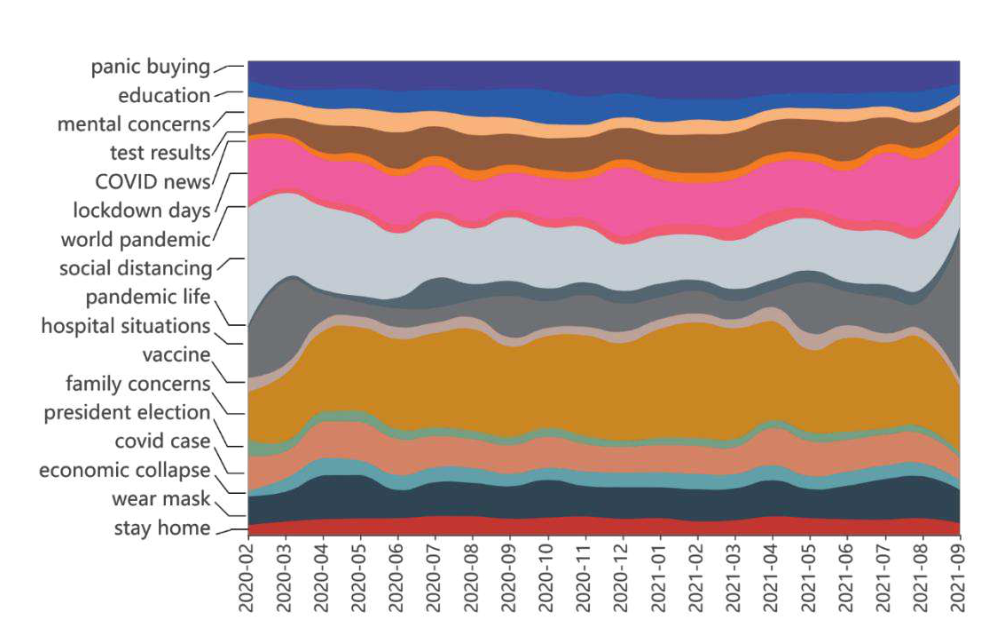 panic buying
education
mental concerns
test results
COVID news
lockdown days
world pandemic
social distancing
pandemic life
hospital situations
vaccine
family concerns
president election
covid case
economic collapse
wear mask
stay home
2020-02
2020-03
2020-04
2020-05
2020-06
2020-07
2020-08
2020-09
2020-10
2020-11
2020-12
2021-01
2021-02
2021-03
2021-04
2021-05
2021-06
2021-07
2021-08
2021-09